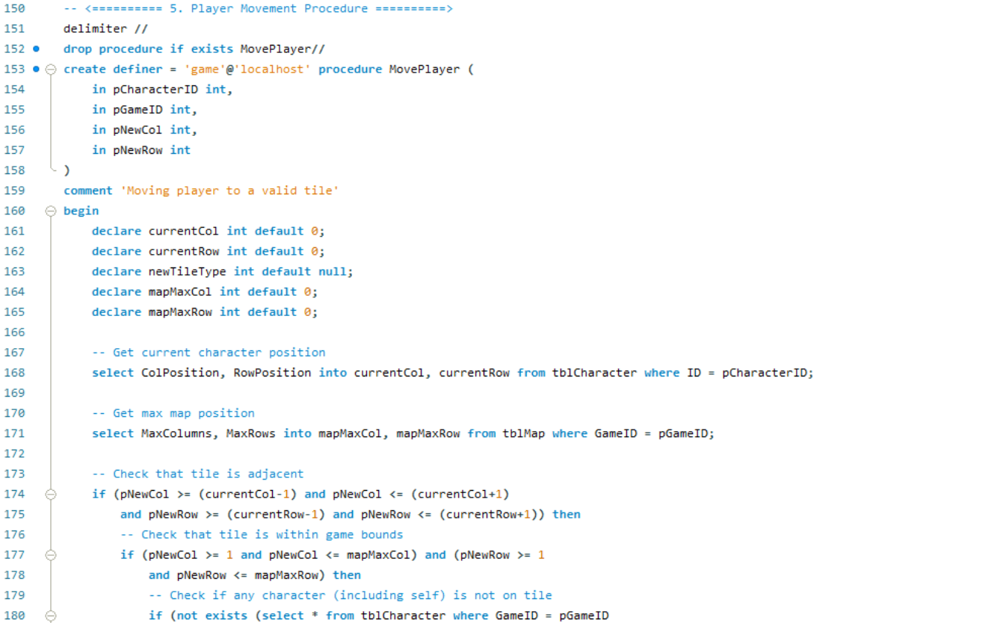 150 -- <========== 5. Player Movement Procedure ==========>
151 delimiter //
152 drop procedure if exists MovePlayer//
153 create definer = 'game'@'localhost' procedure MovePlayer (
154 in pCharacterID int,
155 in pGameID int,
156 in pNewCol int,
157 in pNewRow int
158 )
159 comment 'Moving player to a valid tile'
160 begin
161 declare currentCol int default 0;
162 declare currentRow int default 0;
163 declare newTileType int default null;
164 declare mapMaxCol int default 0;
165 declare mapMaxRow int default 0;
166
167 -- Get current character position
168 select ColPosition, RowPosition into currentCol, currentRow from tblCharacter where ID = pCharacterID;
169
170 -- Get max map position
171 select MaxColumns, MaxRows into mapMaxCol, mapMaxRow from tblMap where GameID = pGameID;
172
173 -- Check that tile is adjacent
174 if (pNewCol >= (currentCol-1) and pNewCol <= (currentCol+1)
175 and pNewRow >= (currentRow-1) and pNewRow <= (currentRow+1)) then
176 -- Check that tile is within game bounds
177 if (pNewCol >= 1 and pNewCol <= mapMaxCol) and (pNewRow >= 1
178 and pNewRow <= mapMaxRow) then
179 -- Check if any character (including self) is not on tile
180 if (not exists (select * from tblCharacter where GameID = pGameID